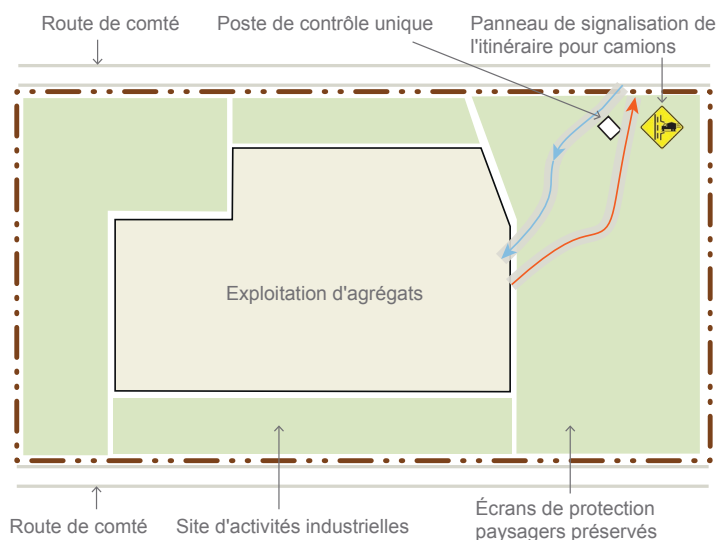 Route de comté
Poste de contrôle unique
Panneau de signalisation de
l'itinéraire pour camions
Exploitation d'agrégats
Route de comté
Site d'activités industrielles
Écrans de protection
paysagers préservés